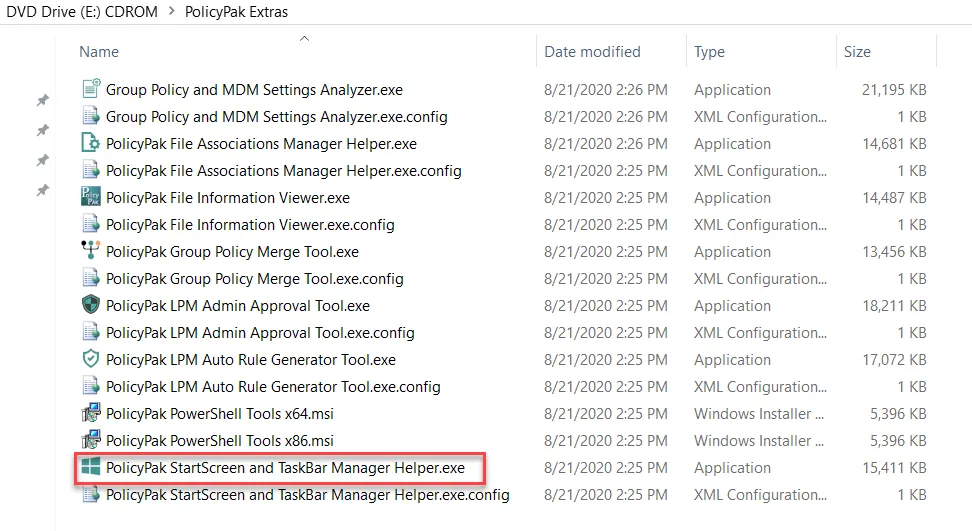 DVD Drive (E:) CDROM > PolicyPak Extras
Name Date modified Type Size
Group Policy and MDM Settings Analyzer.exe 8/21/2020 2:26 PM Application 21,195 KB
Group Policy and MDM Settings Analyzer.exe.config 8/21/2020 2:26 PM XML Configuration... 1 KB
PolicyPak File Associations Manager Helper.exe 8/21/2020 2:26 PM Application 14,681 KB
PolicyPak File Associations Manager Helper.exe.config 8/21/2020 2:25 PM XML Configuration... 1 KB
Policy Pak PolicyPak File Information Viewer.exe 8/21/2020 2:25 PM Application 14,487 KB
PolicyPak File Information Viewer.exe.config 8/21/2020 2:25 PM XML Configuration... 1 KB
PolicyPak Group Policy Merge Tool.exe 8/21/2020 2:25 PM Application 13,456 KB
PolicyPak Group Policy Merge Tool.exe.config 8/21/2020 2:25 PM XML Configuration... 1 KB
PolicyPak LPM Admin Approval Tool.exe 8/21/2020 2:25 PM Application 18,211 KB
PolicyPak LPM Admin Approval Tool.exe.config 8/21/2020 2:25 PM XML Configuration... 1 KB
PolicyPak LPM Auto Rule Generator Tool.exe 8/21/2020 2:25 PM Application 17,072 KB
PolicyPak LPM Auto Rule Generator Tool.exe.config 8/21/2020 2:25 PM XML Configuration... 1 KB
PolicyPak PowerShell Tools x64.msi 8/21/2020 2:25 PM Windows Installer ... 5,396 KB
PolicyPak PowerShell Tools x86.msi 8/21/2020 2:25 PM Windows Installer ... 5,396 KB
PolicyPak StartScreen and TaskBar Manager Helper.exe 8/21/2020 2:25 PM Application 15,411 KB
PolicyPak StartScreen and TaskBar Manager Helper.exe.config 8/21/2020 2:25 PM XML Configuration... 1 KB